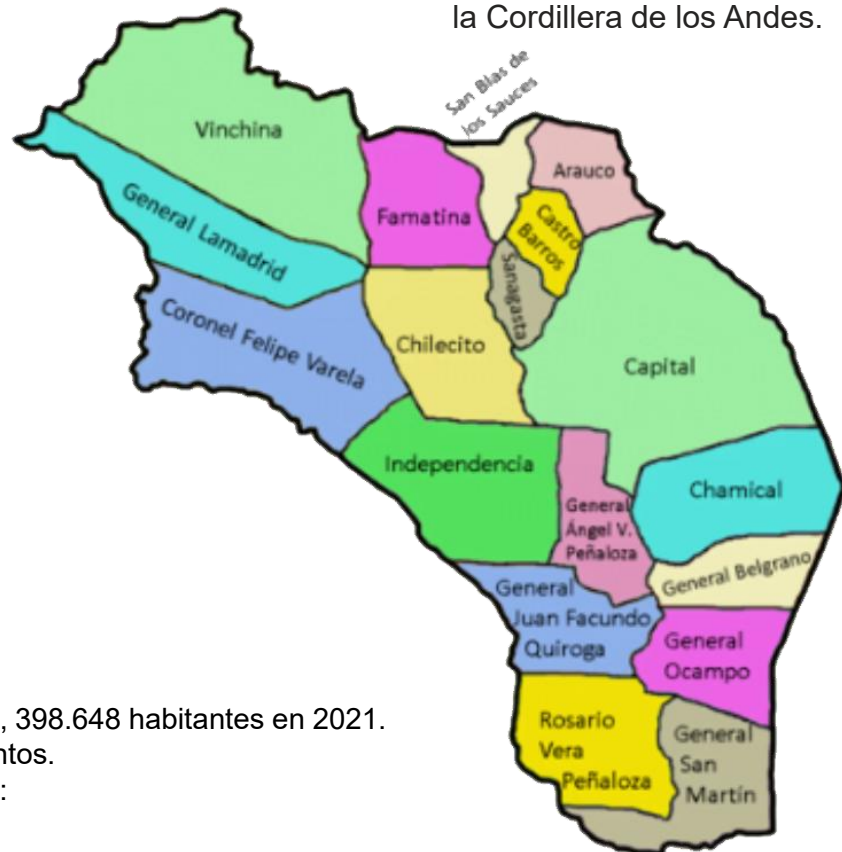 la Cordillera de los Andes.
San Blas de
los Sauces
Vinchina
Arauco
General Lamadrid
Famatina
Castro
Barros
Sanagasta
Coronel Felipe Varela
Chilecito
Capital
Independencia
Chamical
General
Ángel V.
Peñaloza
General Belgrano
General
Juan Facundo
Quiroga
General
Ocampo
Rosario
Vera
Peñaloza
General
San
Martín
, 398.648 habitantes en 2021.
ntos.
: